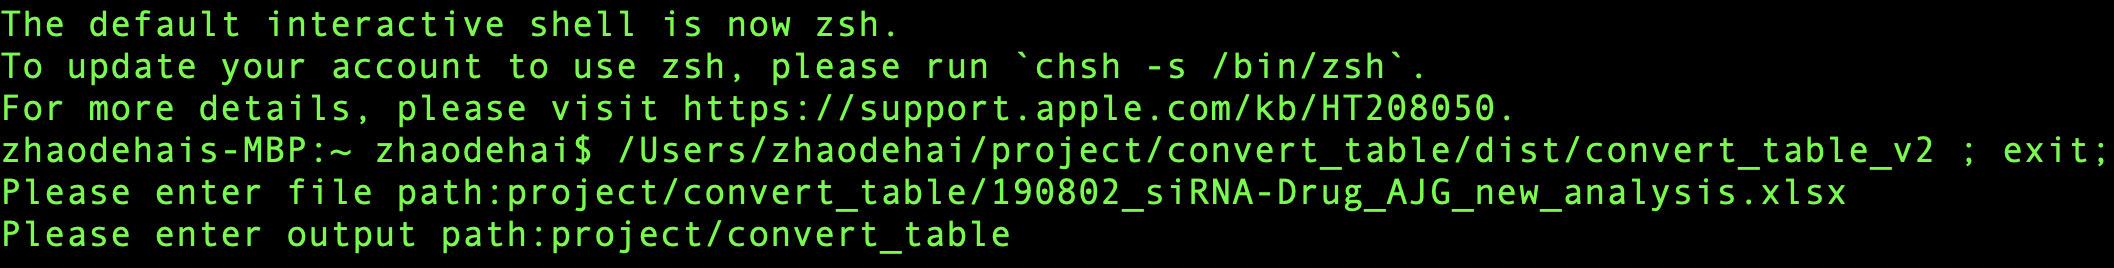 The default interactive shell is now zsh.
To update your account to use zsh, please run `chsh -s /bin/zsh`.
For more details, please visit https://support.apple.com/kb/HT208050.
zhaodehais-MBP:~ zhaodehai$ /Users/zhaodehai/project/convert_table/dist/convert_table_v2 ; exit;
Please enter file path:project/convert_table/190802_siRNA-Drug_AJG_new_analysis.xlsx
Please enter output path:project/convert_table